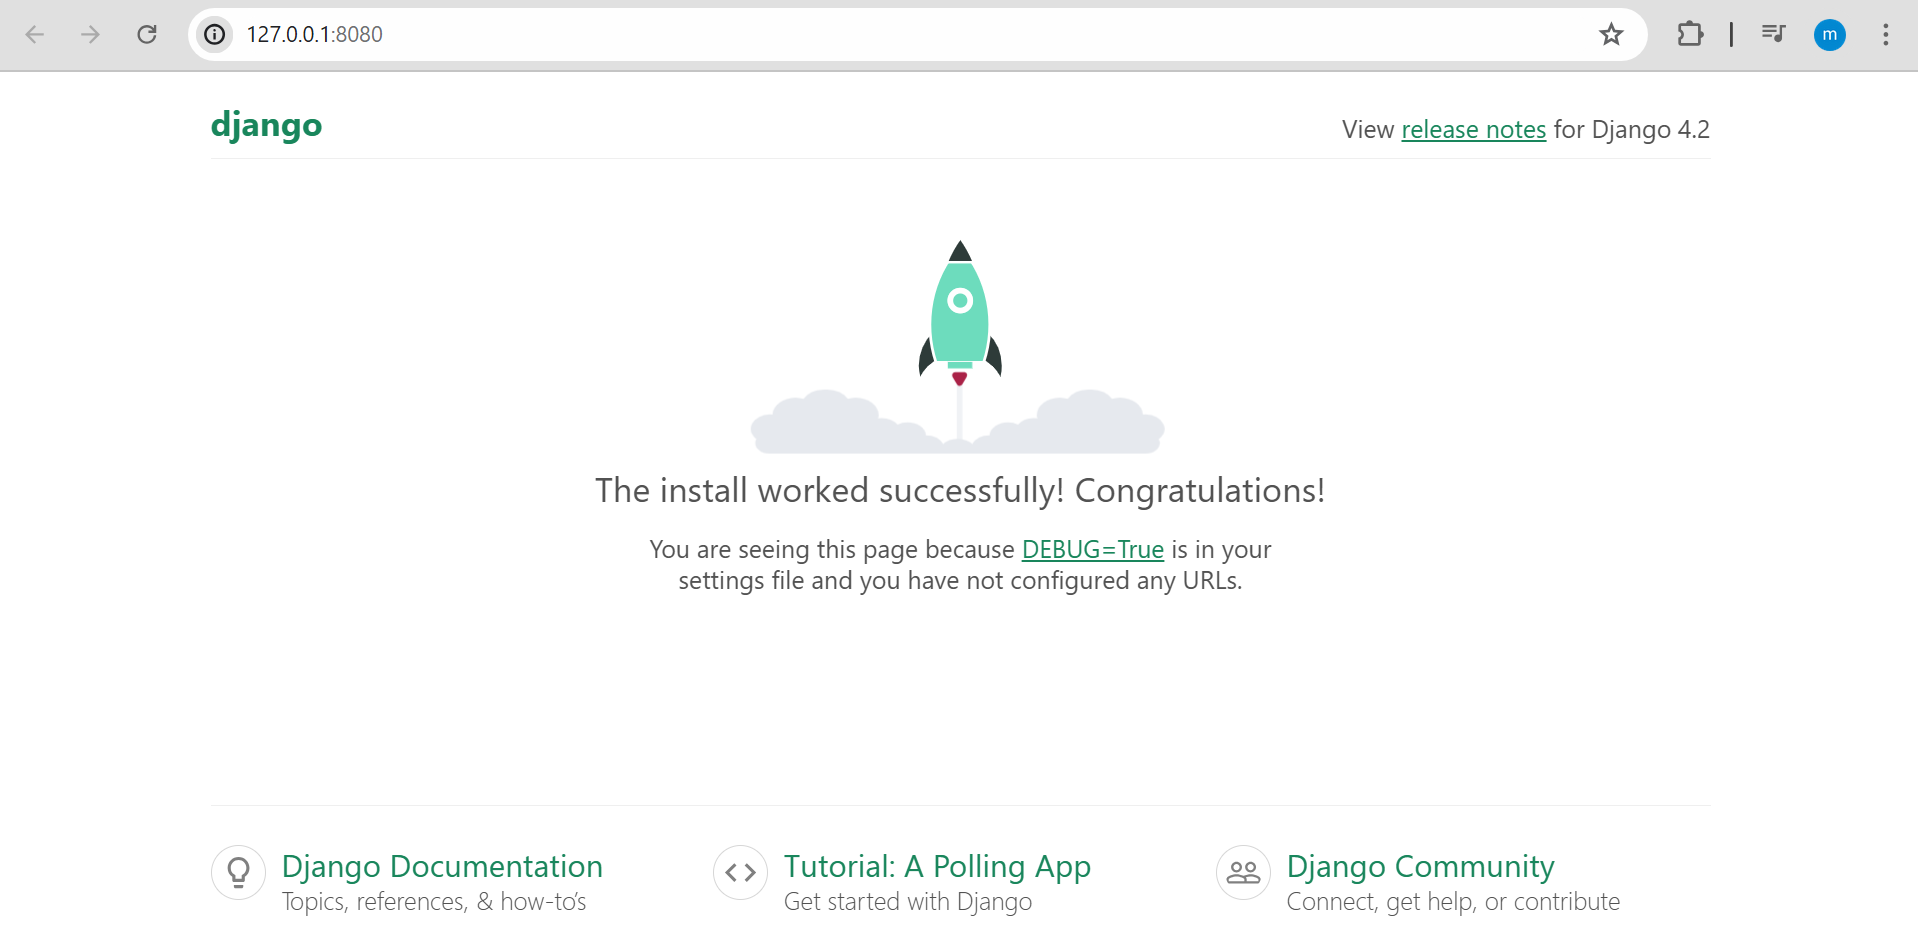 127.0.0.1:8080
m
django
View release notes for Django 4.2
The install worked successfully! Congratulations!
You are seeing this page because DEBUG=True is in your
settings file and you have not configured any URLs.
Django Documentation
Topics, references, & how-to’s
Tutorial: A Polling App
Get started with Django
Django Community
Connect, get help, or contribute